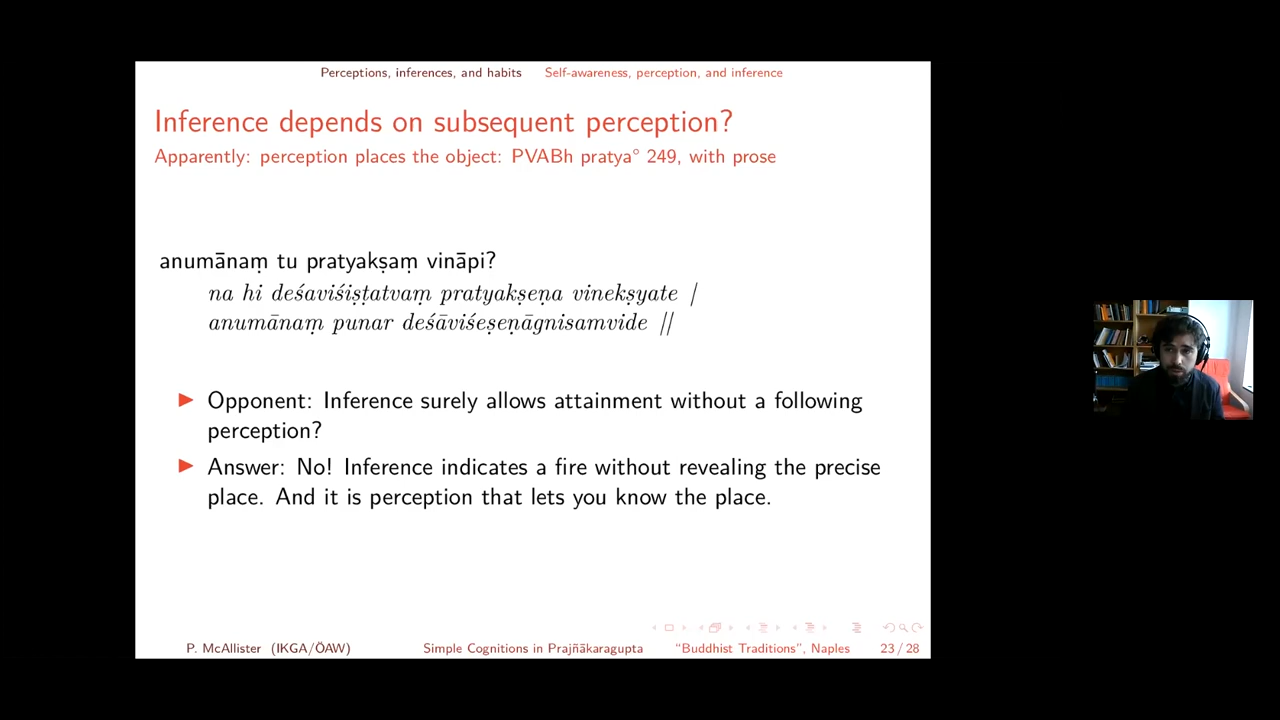 Perceptions, inferences, and habits Self-awareness, perception, and inference
Inference depends on subsequent perception?
Apparently: perception places the object: PVABh pratya° 249, with prose
anumānaṃ tu pratyakṣaṃ vināpi?
na hi deśaviśiṣṭatvaṃ pratyakṣeṇa vinekṣyate |
anumānaṃ punar deśāviśeṣeṇāgnisamvide ||
Opponent: Inference surely allows attainment without a following
perception?
Answer: No! Inference indicates a fire without revealing the precise
place. And it is perception that lets you know the place.
P. McAllister (IKGA/ÖAW) Simple Cognitions in Prajñākaragupta "Buddhist Traditions", Naples 23 / 28